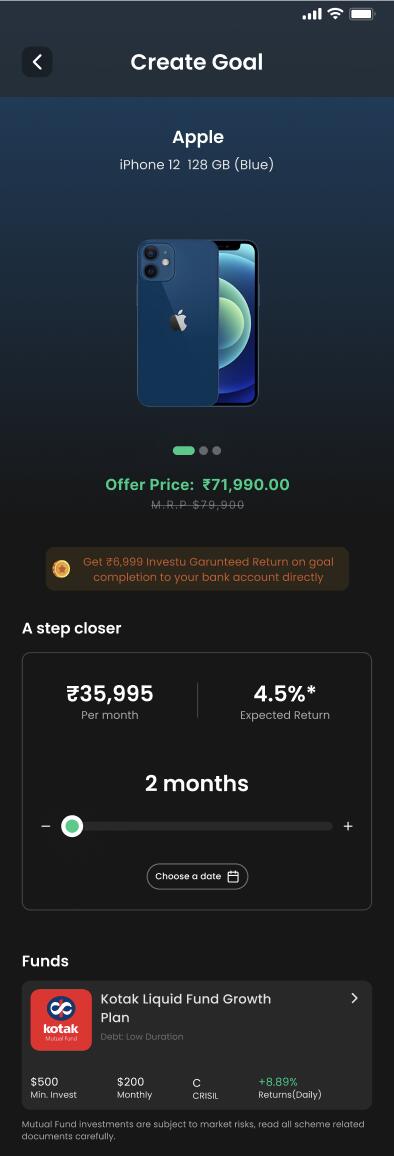 Create Goal
Apple
iPhone 12 128 GB (Blue)
Offer Price: ₹71,990.00
M.R.P $79,900
Get ₹6,999 Investu Garunteed Return on goal
completion to your bank account directly
A step closer
₹35,995
Per month
4.5%*
Expected Return
2 months
−
+
Choose a date
Funds
kotak
Mutual Fund
Kotak Liquid Fund Growth
Plan
Debt: Low Duration
$500
Min. Invest
$200
Monthly
C
CRISIL
+8.89%
Returns(Daily)
Mutual Fund investments are subject to market risks, read all scheme related
documents carefully.